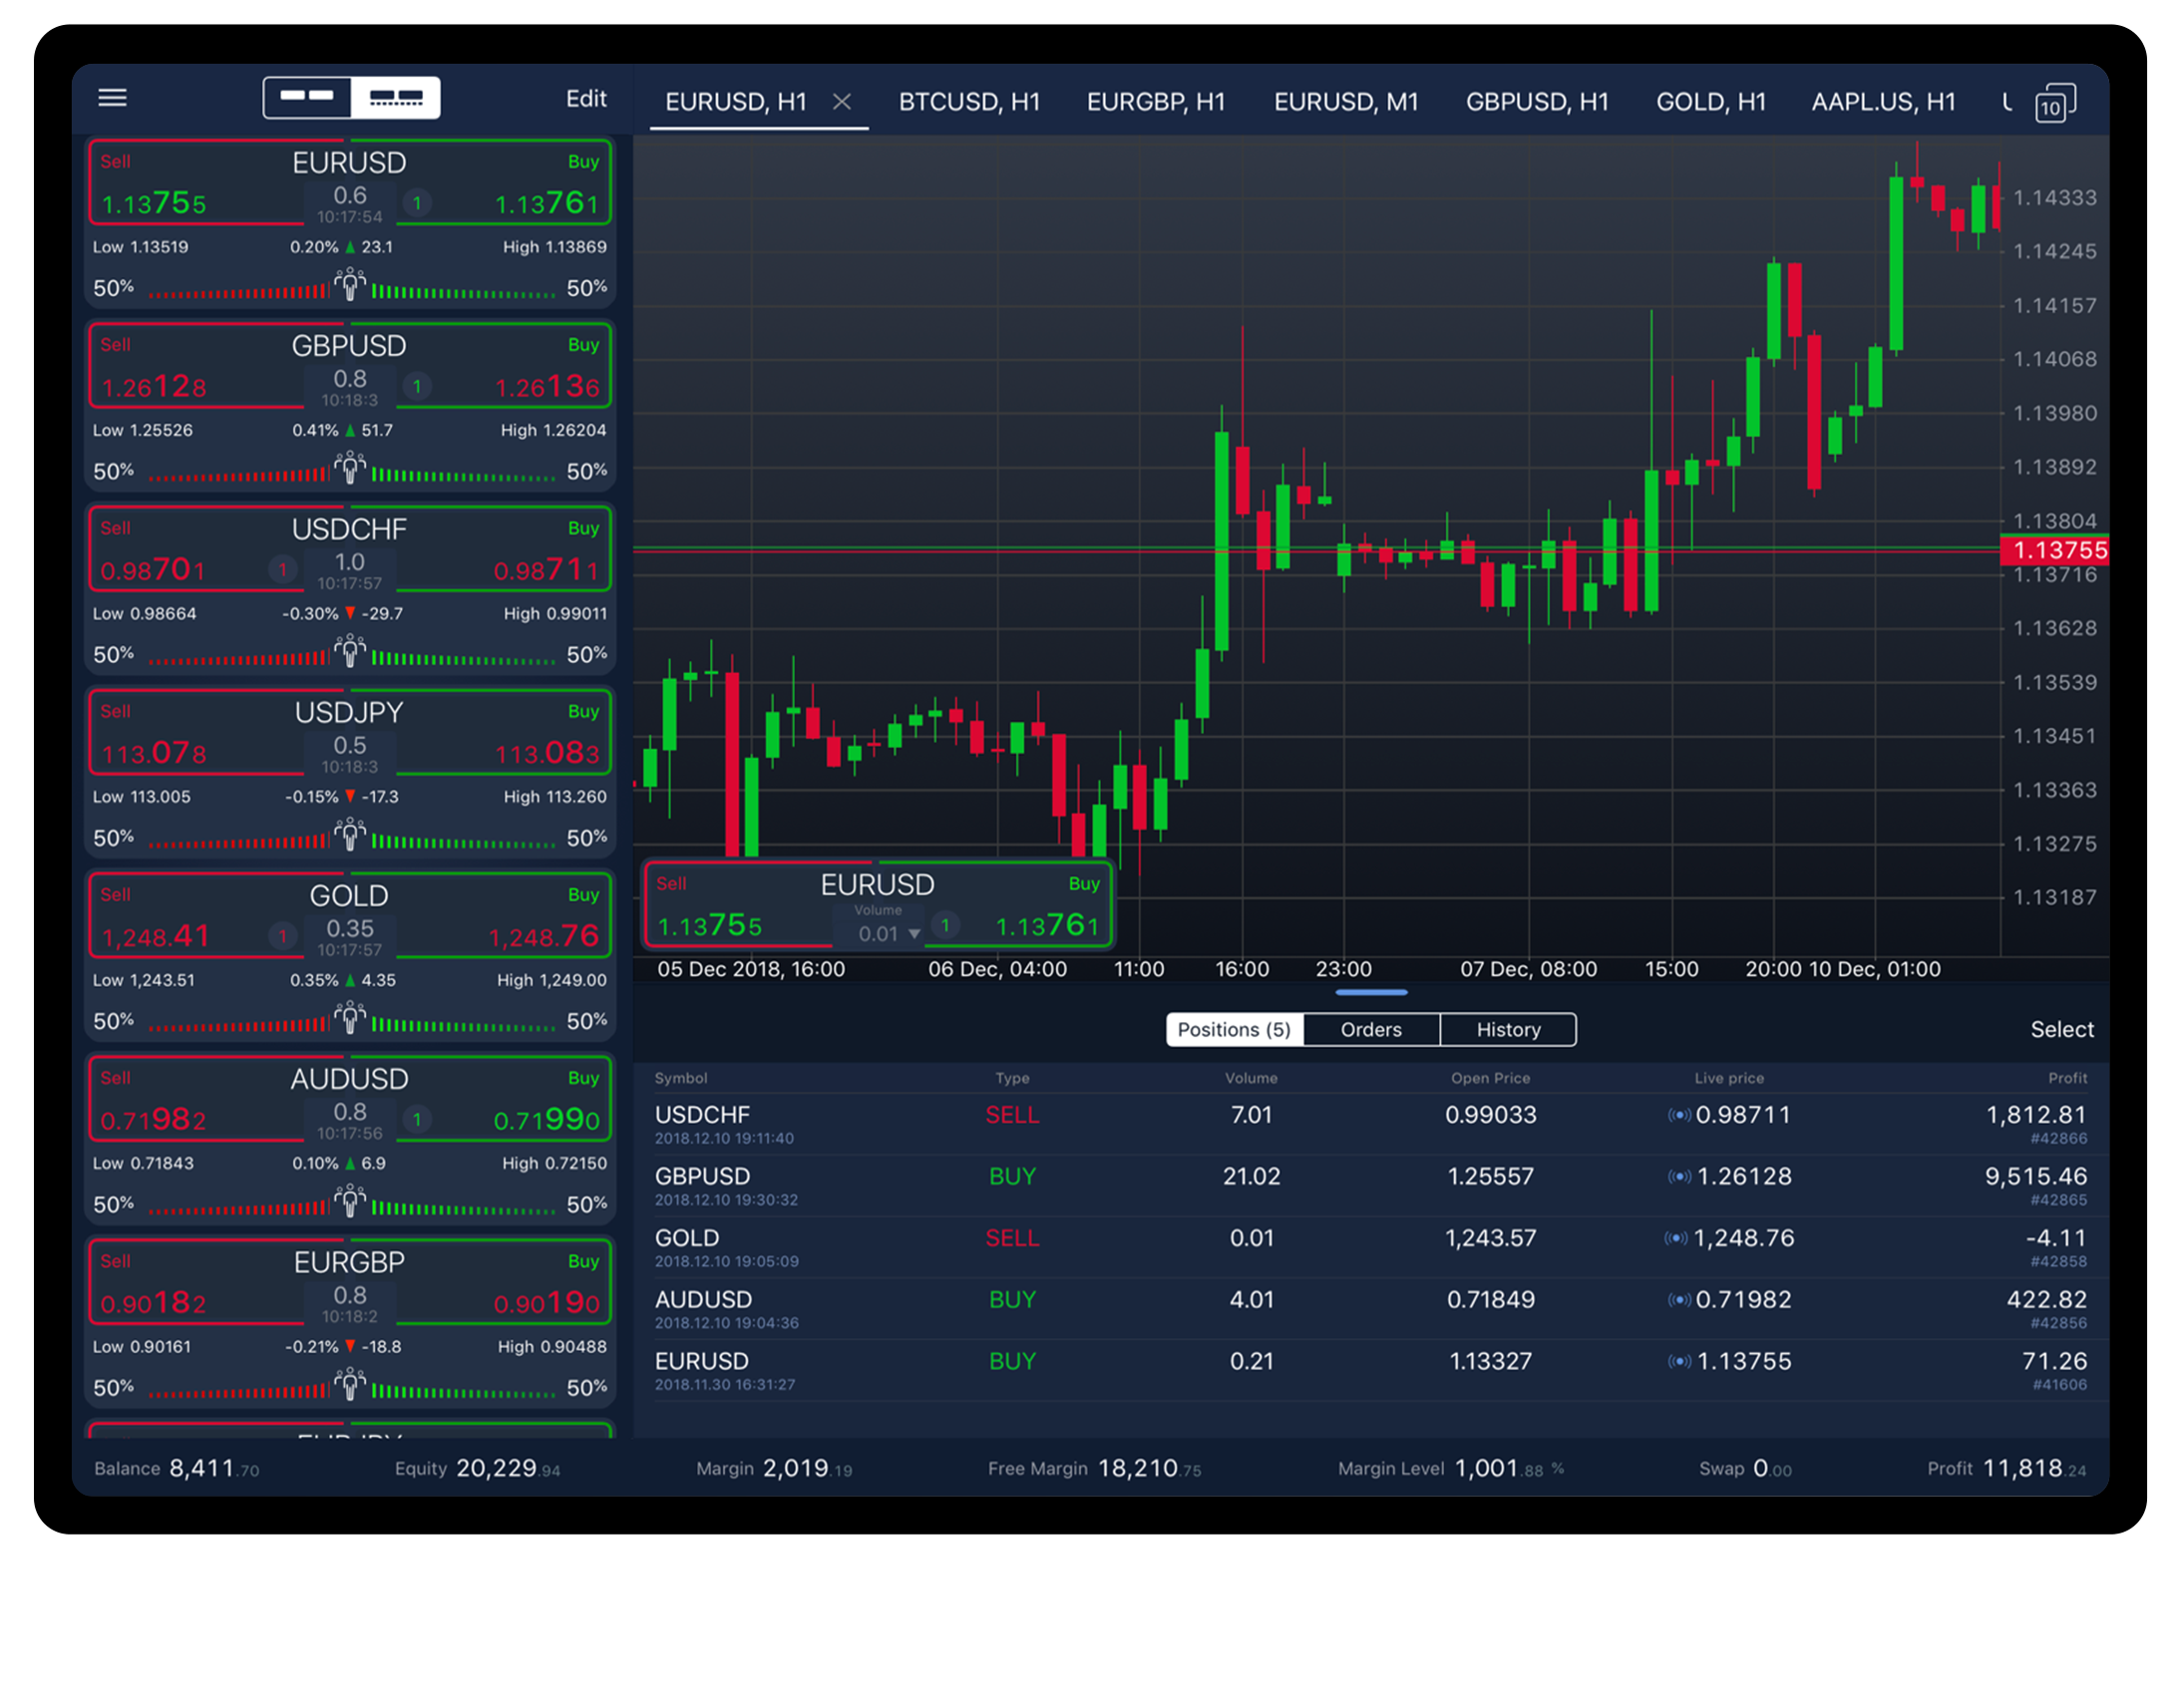 Edit
EURUSD, H1 BTCUSD, H1 EURGBP, H1 EURUSD, M1 GBPUSD, H1 GOLD, H1 AAPL.US, H1 10
Sell EURUSD Buy
1.13755 0.6 1 1.13761
10:17:54
Low 1.13519 0.20% ▲ 23.1 High 1.13869
50% 50%
Sell GBPUSD Buy
1.26128 0.8 1 1.26136
10:18:3
Low 1.25526 0.41% ▲ 51.7 High 1.26204
50% 50%
Sell USDCHF Buy
0.98701 1 1.0 0.98711
10:17:57
Low 0.98664 -0.30% ▼ -29.7 High 0.99011
50% 50%
Sell USDJPY Buy
113.078 0.5 113.083
10:18:3
Low 113.005 -0.15% ▼ -17.3 High 113.260
50% 50%
Sell GOLD Buy
1,248.41 1 0.35 1,248.76
10:17:57
Low 1,243.51 0.35% ▲ 4.35 High 1,249.00
50% 50%
Sell AUDUSD Buy
0.71982 0.8 1 0.71990
10:17:56
Low 0.71843 0.10% ▲ 6.9 High 0.72150
50% 50%
Sell EURGBP Buy
0.90182 0.8 0.90190
10:18:2
Low 0.90161 -0.21% ▼ -18.8 High 0.90488
50% 50%
1.14333
1.14245
1.14157
1.14068
1.13980
1.13892
1.13804
1.13755
1.13716
1.13628
1.13539
1.13451
1.13363
1.13275
1.13187
Sell EURUSD Buy
Volume
1.13755 0.01 ▼ 1 1.13761
05 Dec 2018, 16:00 06 Dec, 04:00 11:00 16:00 23:00 07 Dec, 08:00 15:00 20:00 10 Dec, 01:00
Positions (5) Orders History Select
Symbol Type Volume Open Price Live price Profit
USDCHF SELL 7.01 0.99033 0.98711 1,812.81
2018.12.10 19:11:40 #42866
GBPUSD BUY 21.02 1.25557 1.26128 9,515.46
2018.12.10 19:30:32 #42865
GOLD SELL 0.01 1,243.57 1,248.76 -4.11
2018.12.10 19:05:09 #42858
AUDUSD BUY 4.01 0.71849 0.71982 422.82
2018.12.10 19:04:36 #42856
EURUSD BUY 0.21 1.13327 1.13755 71.26
2018.11.30 16:31:27 #41606
Balance 8,411.70 Equity 20,229.94 Margin 2,019.19 Free Margin 18,210.75 Margin Level 1,001.88 % Swap 0.00 Profit 11,818.24